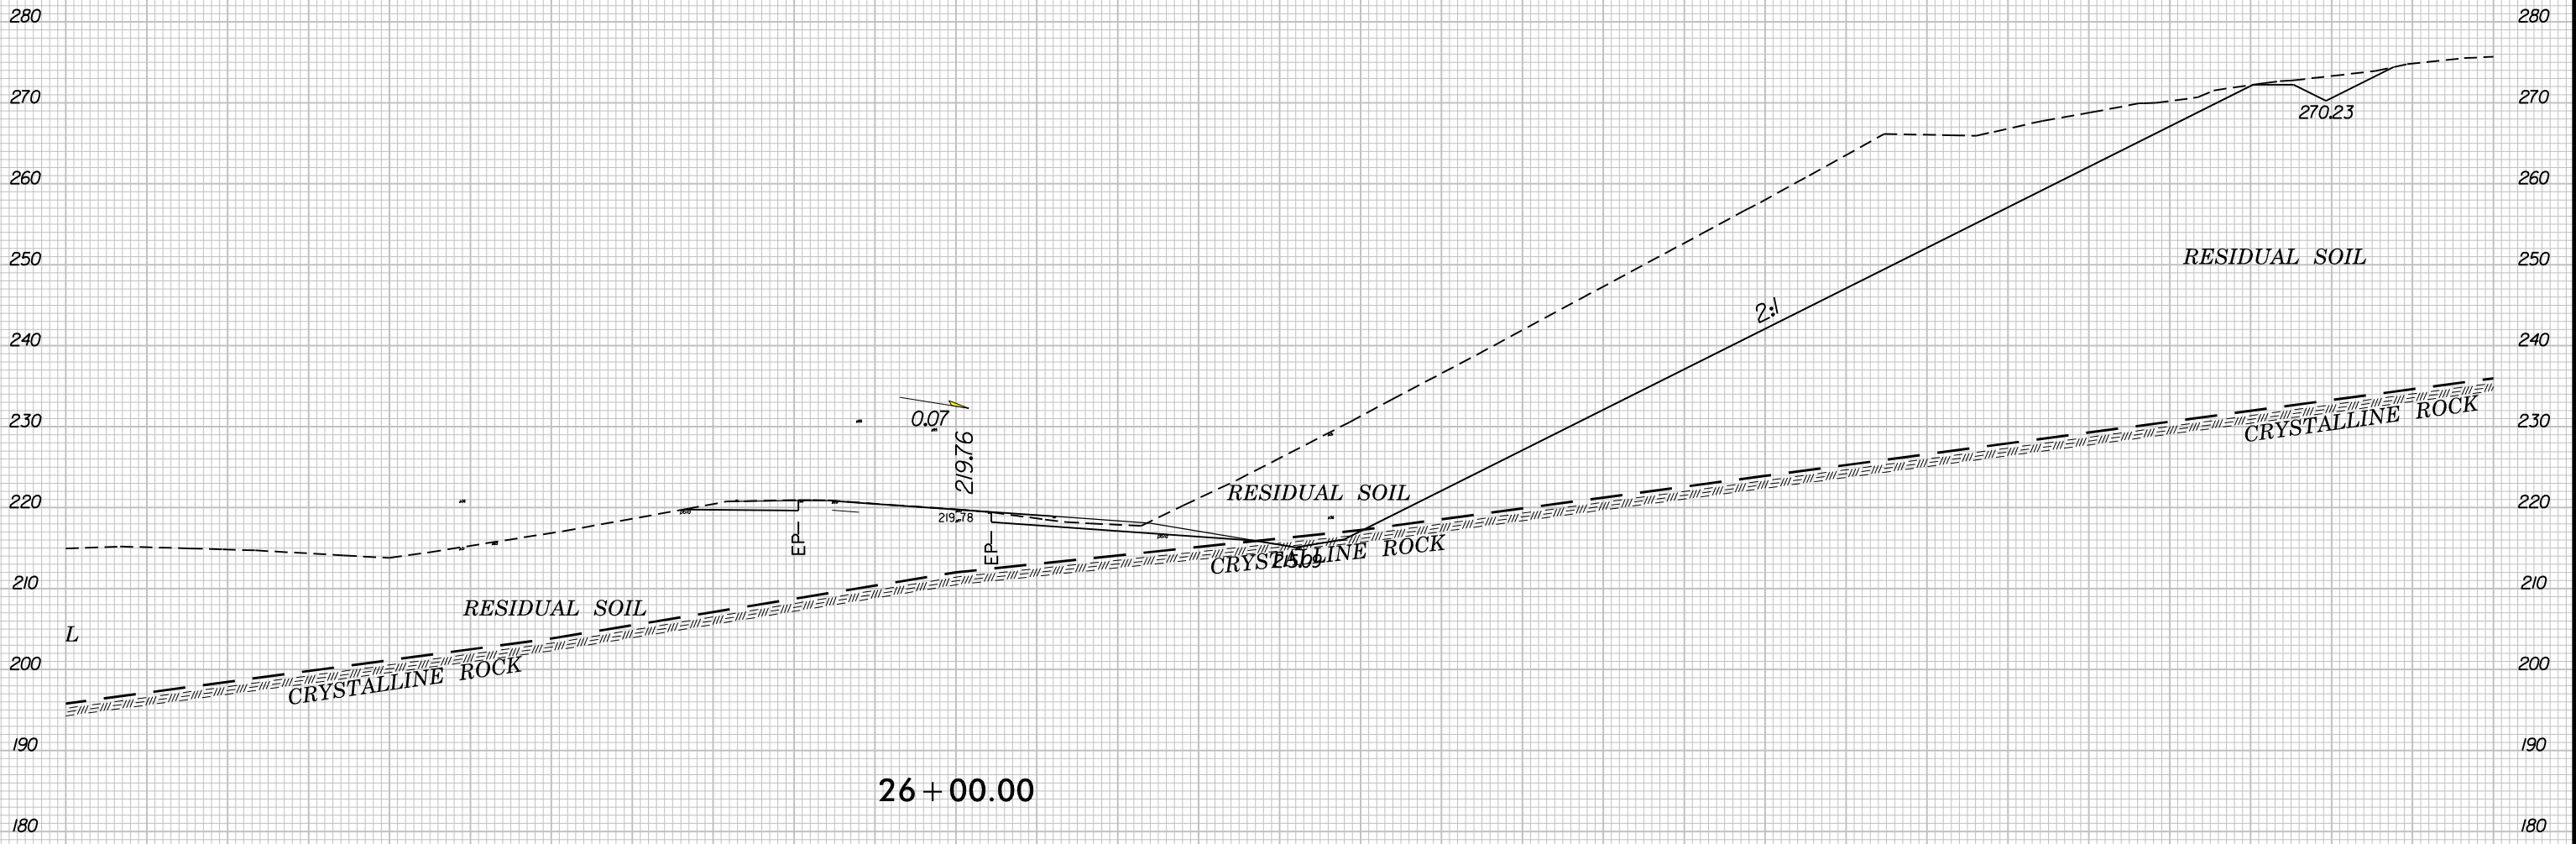 280 280
270 270
270.23
260 260
250 RESIDUAL SOIL 250
2:1
240 240
230 0.07 CRYSTALLINE ROCK 230
219.76
220 RESIDUAL SOIL 220
219.78
EP EP
CRYSTALLINE ROCK
215.09
210 210
RESIDUAL SOIL
L
200 200
CRYSTALLINE ROCK
190 190
26+00.00
180 180